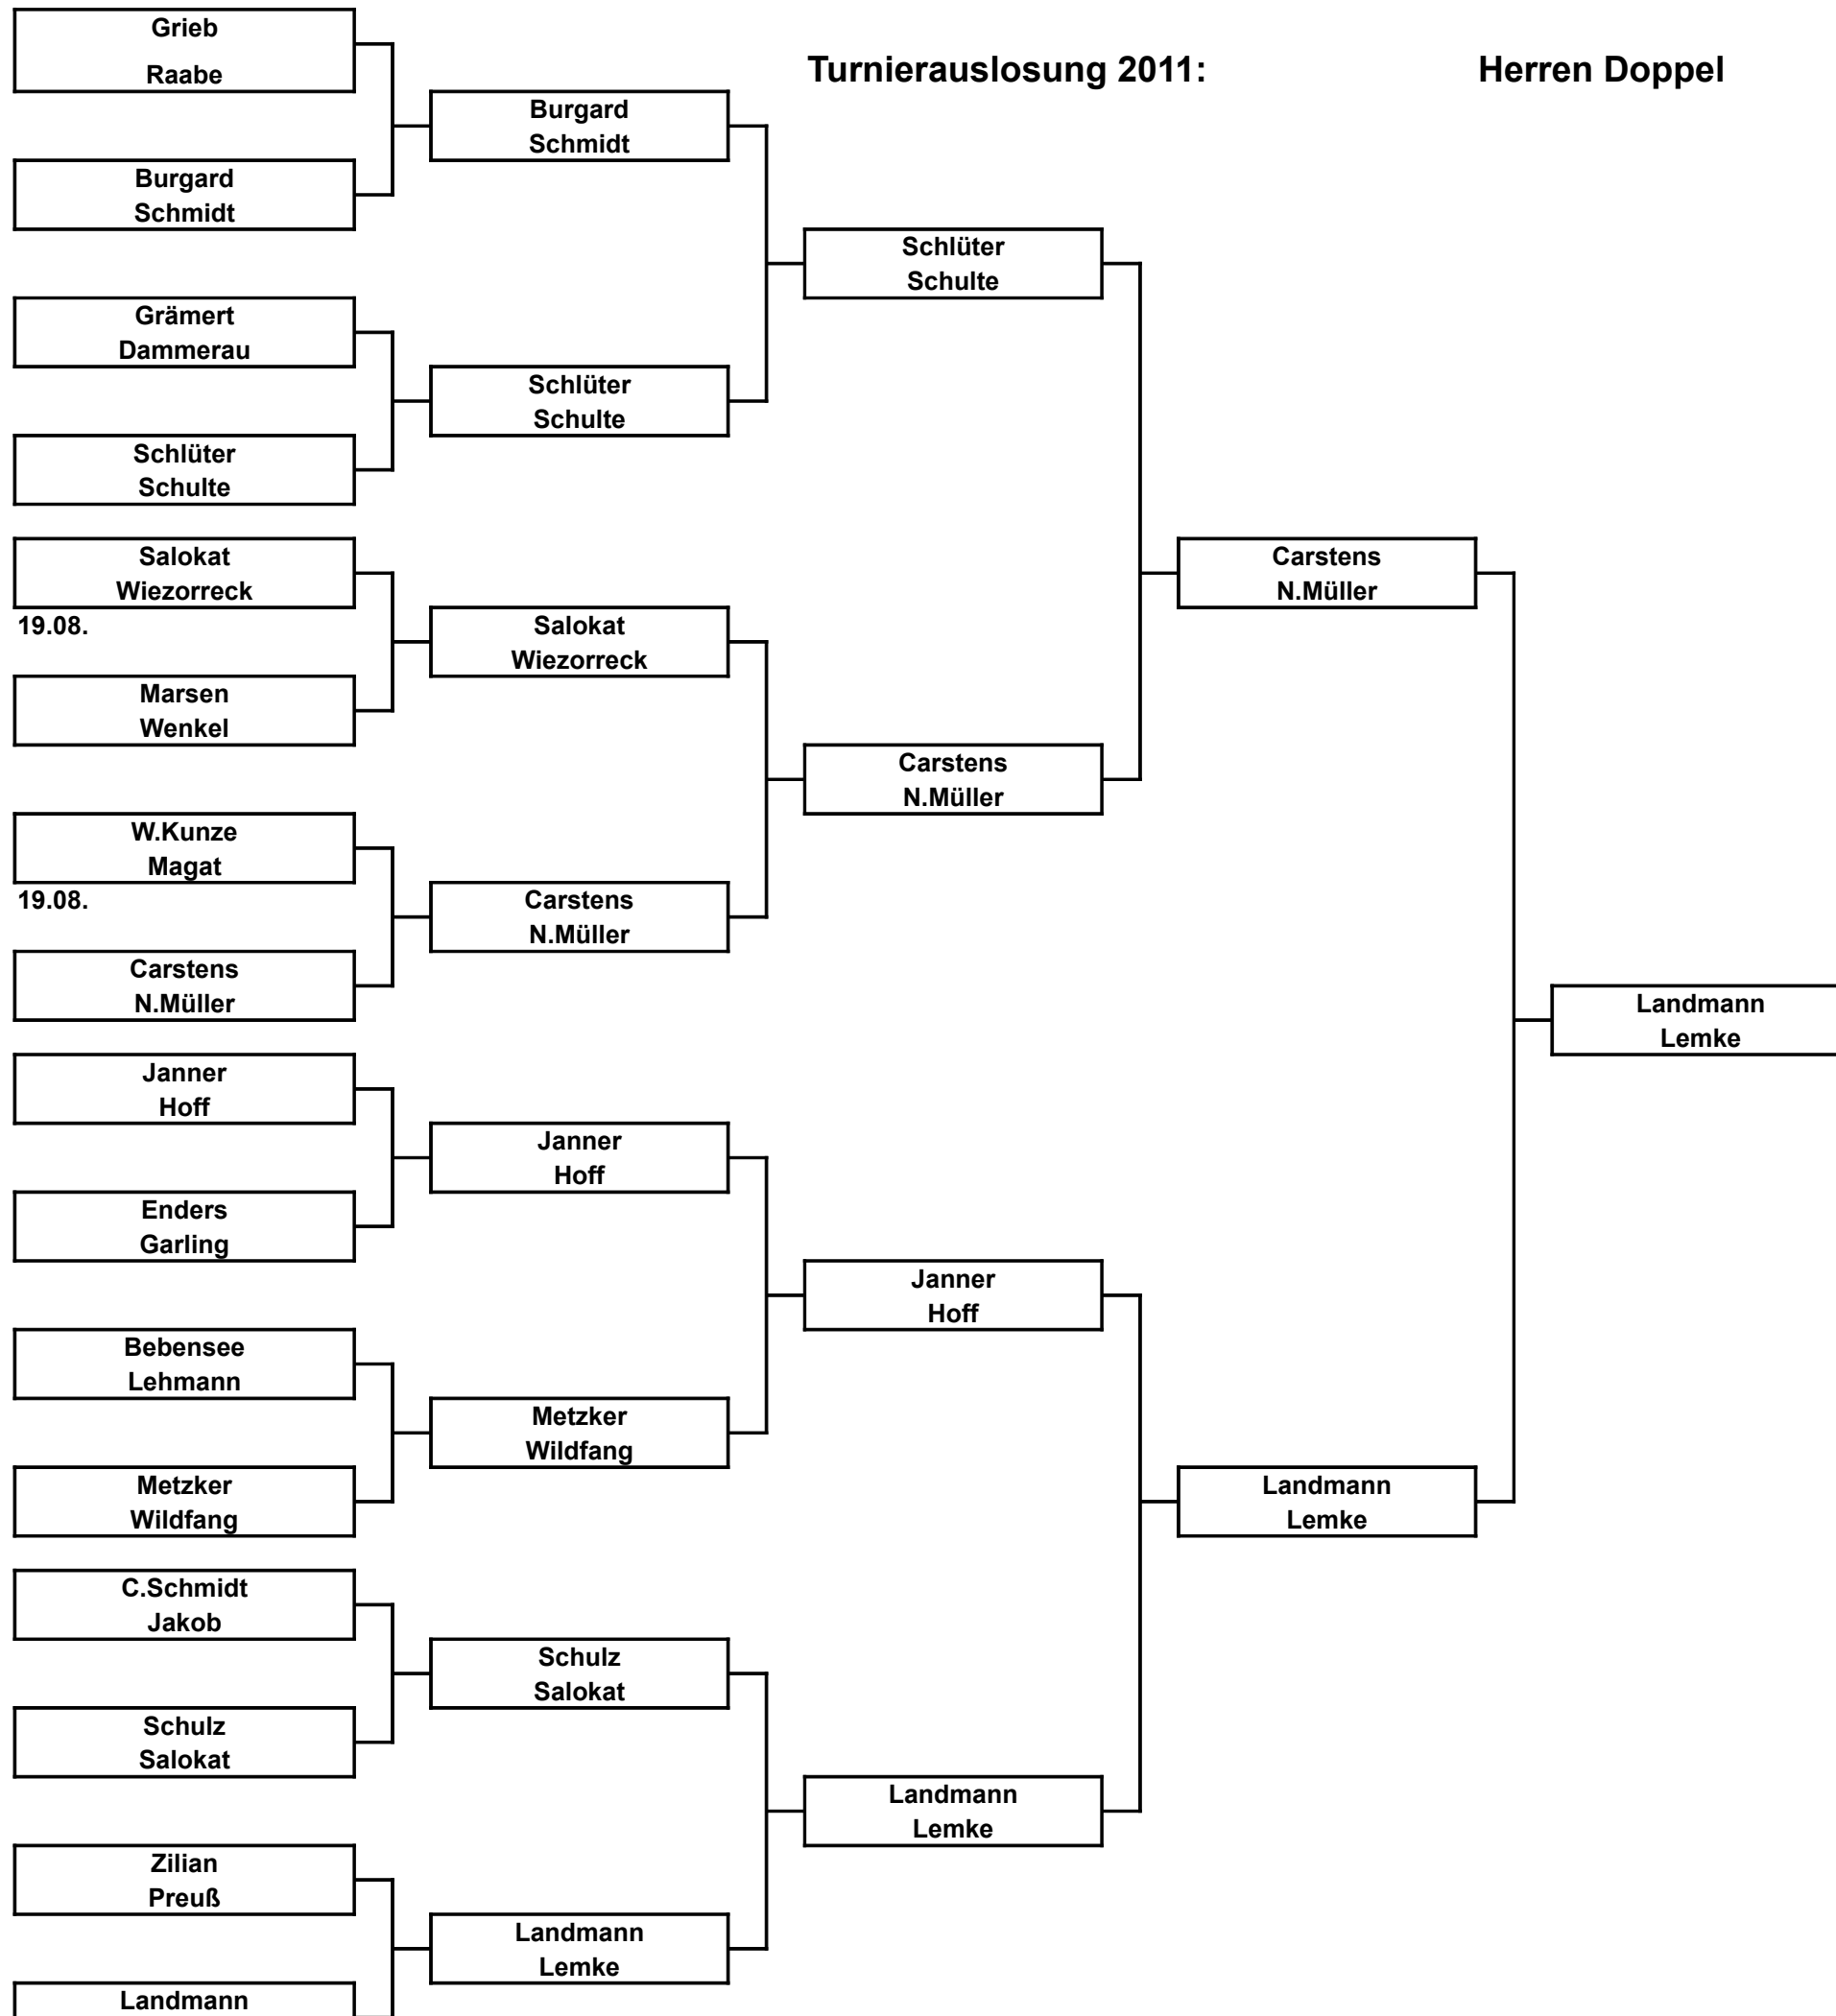 Turnierauslosung 2011:
Herren Doppel
Grieb
Raabe
Burgard
Schmidt
Grämert
Dammerau
Schlüter
Schulte
Salokat
Wiezorreck
19.08.
Marsen
Wenkel
W.Kunze
Magat
19.08.
Carstens
N.Müller
Janner
Hoff
Enders
Garling
Bebensee
Lehmann
Metzker
Wildfang
C.Schmidt
Jakob
Schulz
Salokat
Zilian
Preuß
Landmann
Burgard
Schmidt
Schlüter
Schulte
Salokat
Wiezorreck
Carstens
N.Müller
Janner
Hoff
Metzker
Wildfang
Schulz
Salokat
Landmann
Lemke
Schlüter
Schulte
Carstens
N.Müller
Janner
Hoff
Landmann
Lemke
Carstens
N.Müller
Landmann
Lemke
Landmann
Lemke